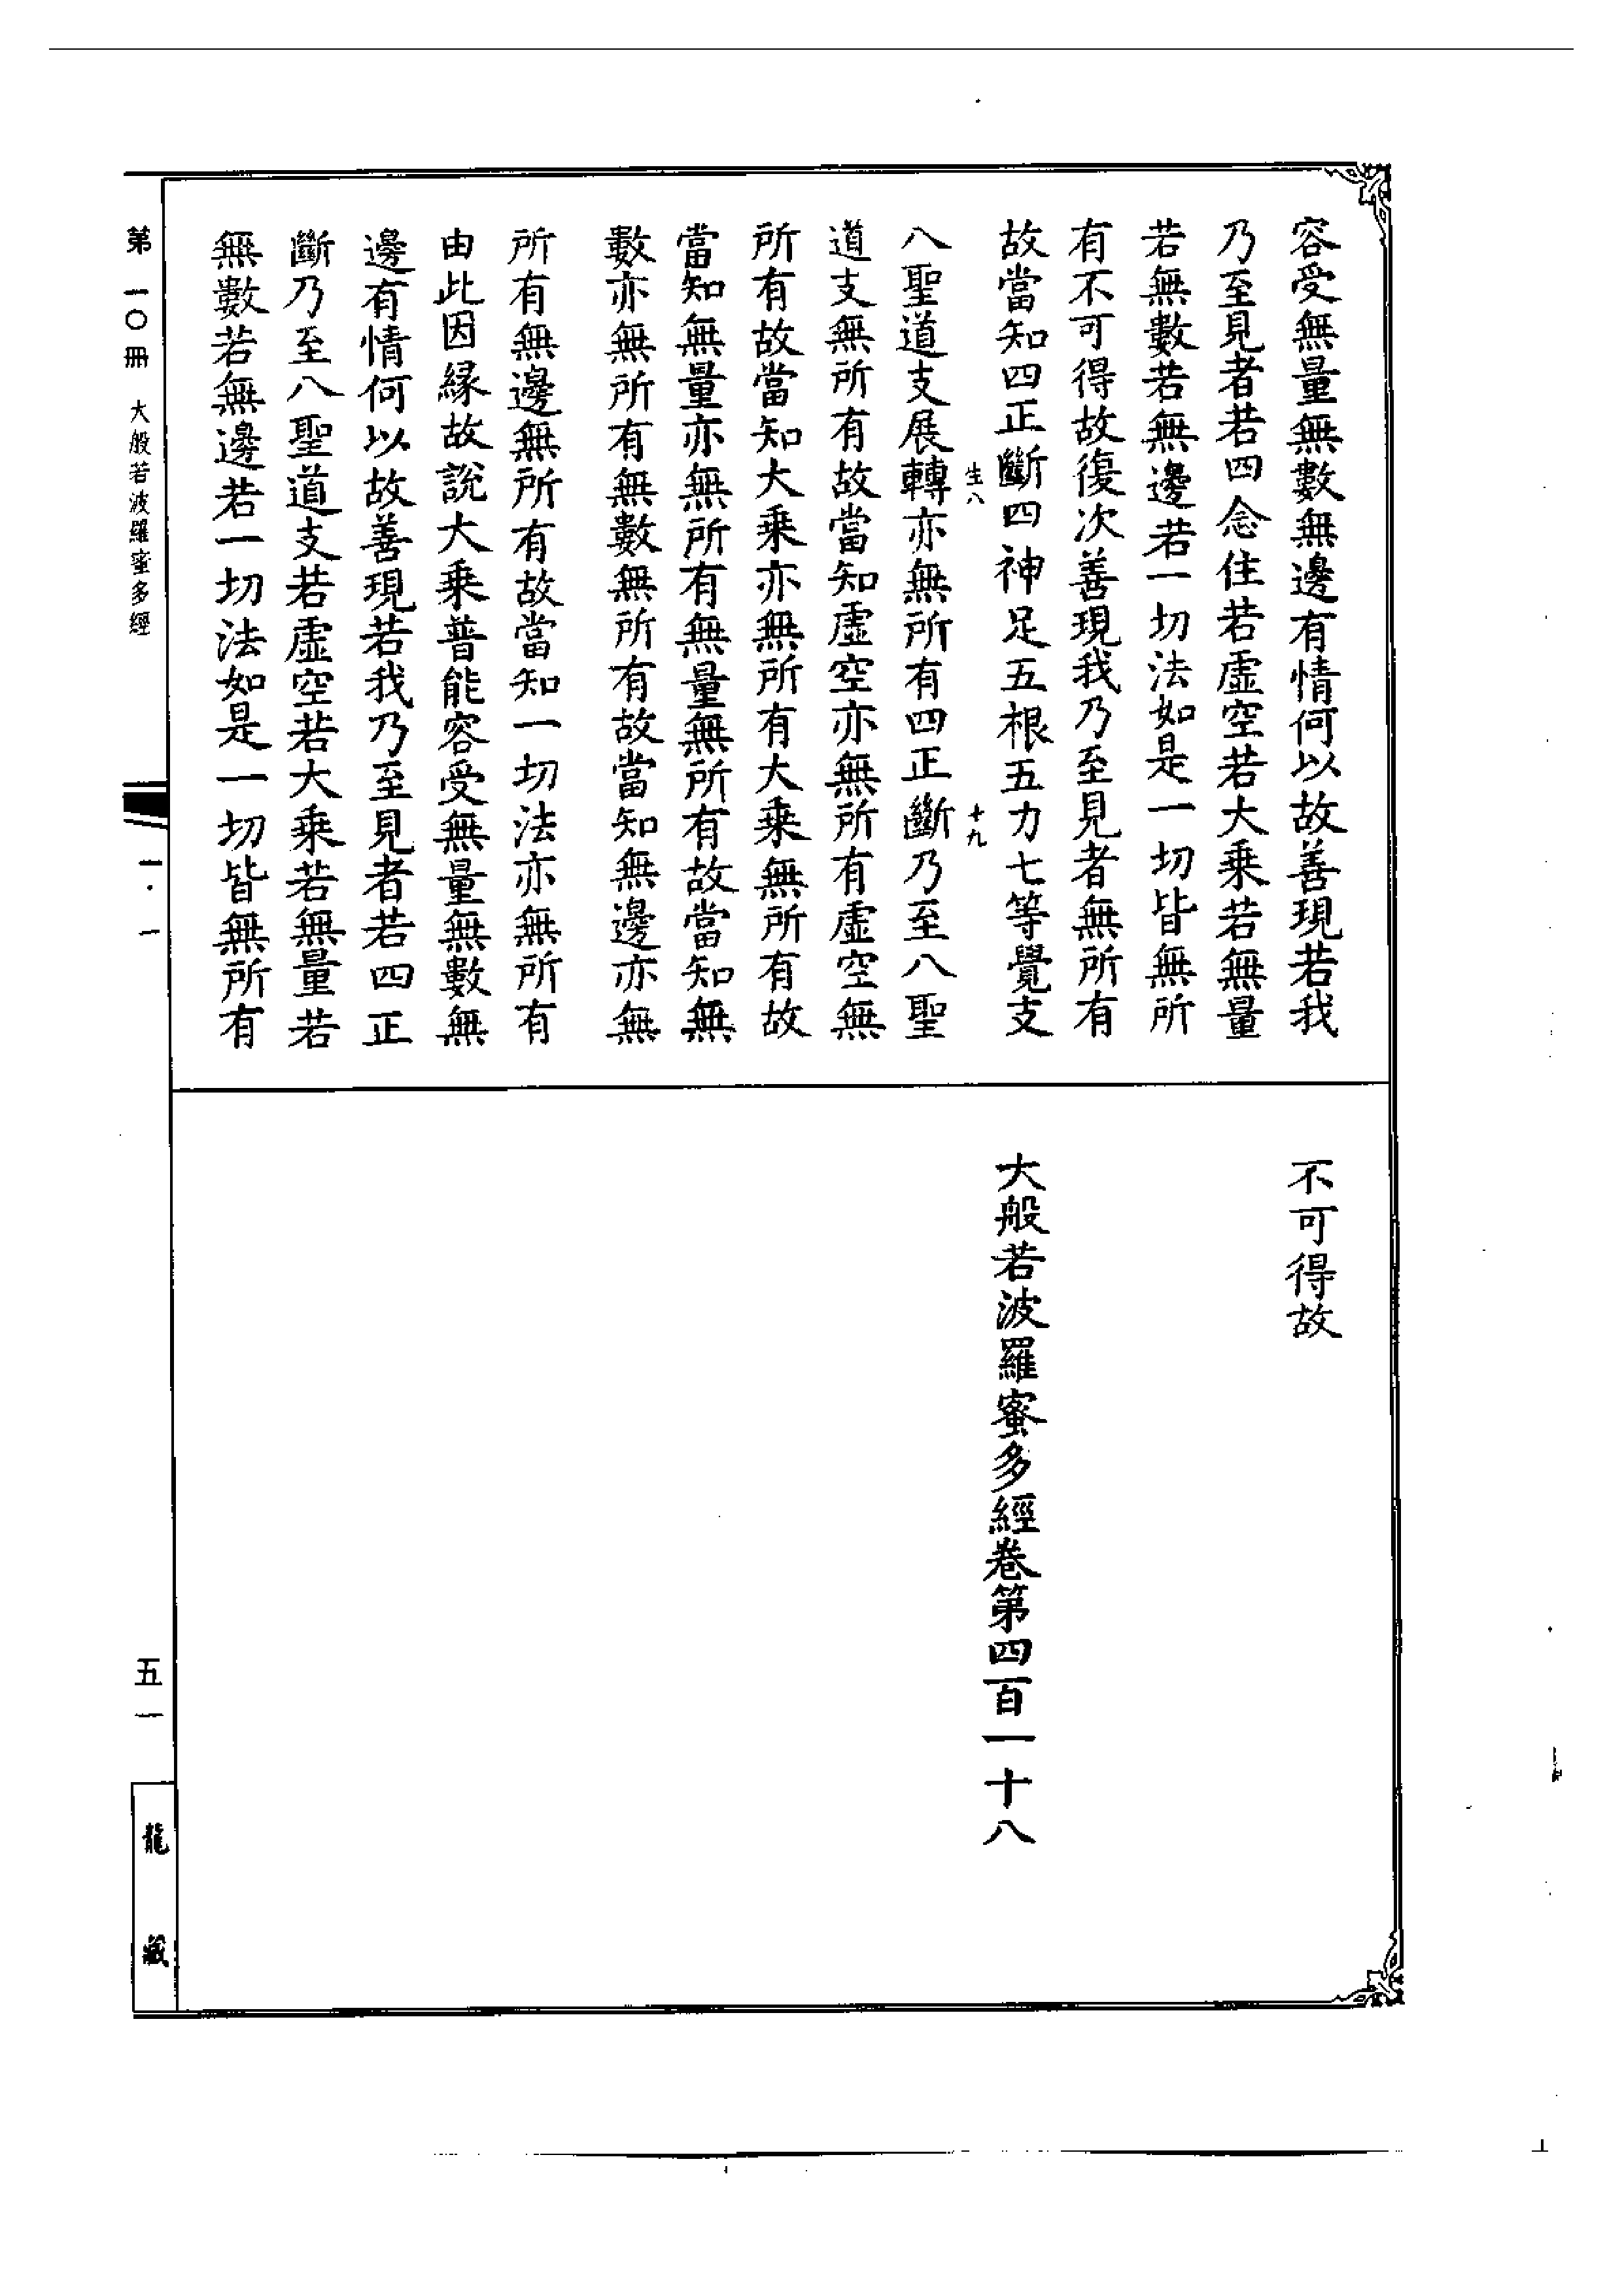 容受無量無數無邊有情何以故善現若我
乃至見者若四念住若虛空若大乘若無量
若無數若無邊若一切法如是一切皆無所
有不可得故復次善現我乃至見者無所有
故當知四正斷四神足五根五力七等覺支
生八 十九
八聖道支展轉亦無所有四正斷乃至八聖
道支無所有故當知虛空亦無所有虛空無
所有故當知大乘亦無所有大乘無所有故
當知無量亦無所有無量無所有故當知無
數亦無所有無數無所有故當知無邊亦無
所有無邊無所有故當知一切法亦無所有
由此因緣故說大乘普能容受無量無數無
邊有情何以故善現若我乃至見者若四正
斷乃至八聖道支若虛空若大乘若無量若
無數若無邊若一切法如是一切皆無所有
不可得故
大般若波羅蜜多經卷第四百一十八
第一〇冊 大般若波羅蜜多經
一·一
五一
龍藏